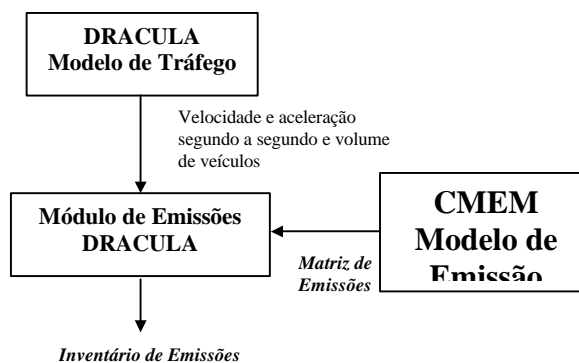 DRACULA
Modelo de Tráfego
Velocidade e aceleração
segundo a segundo e volume
de veículos
Módulo de Emissões
DRACULA
CMEM
Modelo de
Emissão
Matriz de
Emissões
Inventário de Emissões